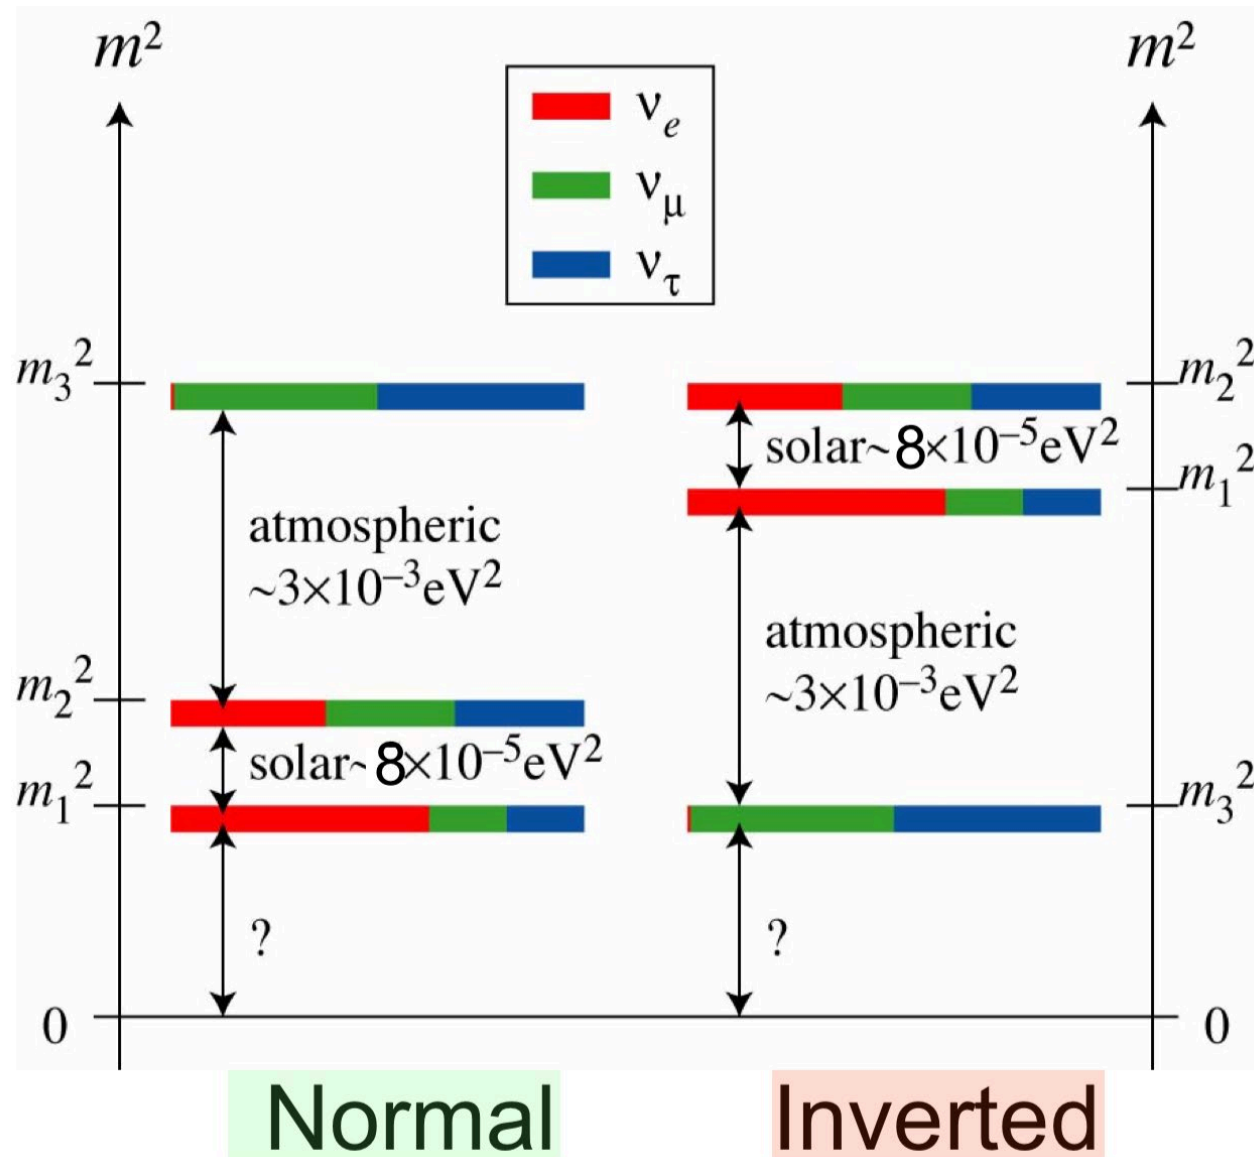 m²
m²
νe
νμ
ντ
m₃²
m₂²
solar~8×10⁻⁵eV²
m₁²
atmospheric
~3×10⁻³eV²
atmospheric
~3×10⁻³eV²
m₂²
solar~8×10⁻⁵eV²
m₁²
m₃²
?
?
0
0
Normal
Inverted